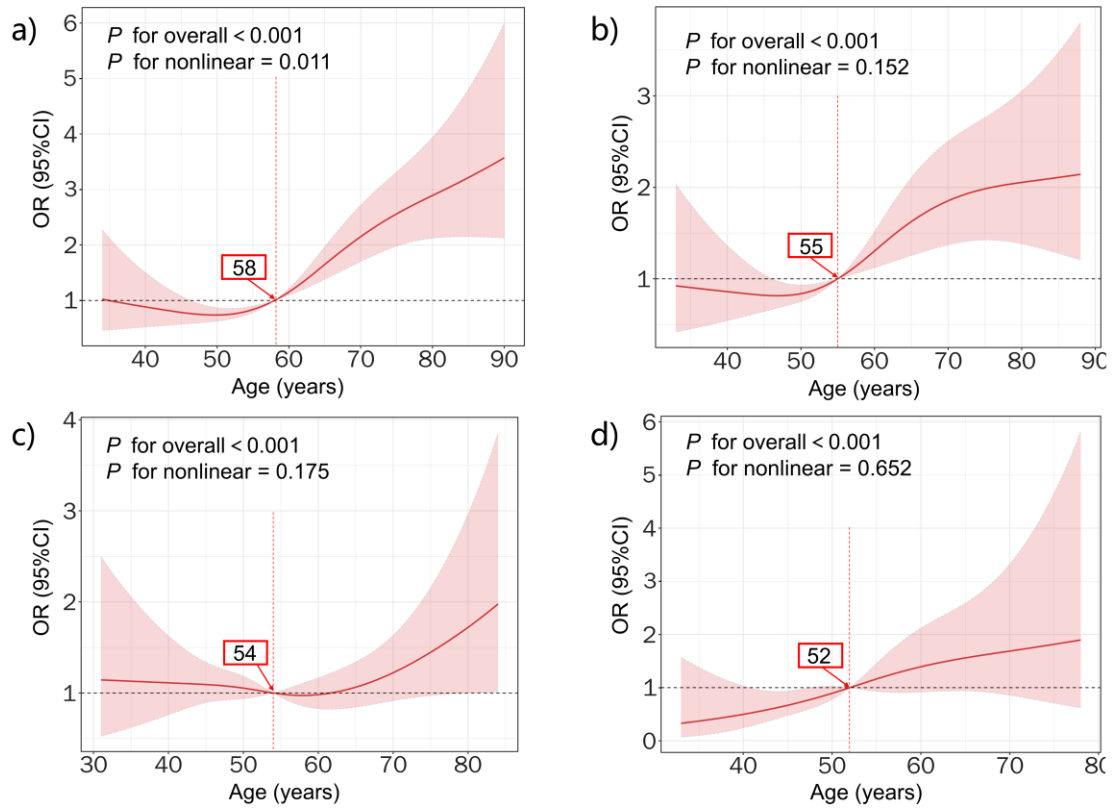 a)
P for overall < 0.001
P for nonlinear = 0.011
OR (95%CI)
6
5
4
3
2
1
58
40 50 60 70 80 90
Age (years)
b)
P for overall < 0.001
P for nonlinear = 0.152
OR (95%CI)
3
2
1
55
40 50 60 70 80 90
Age (years)
c)
P for overall < 0.001
P for nonlinear = 0.175
OR (95%CI)
4
3
2
1
54
30 40 50 60 70 80
Age (years)
d)
P for overall < 0.001
P for nonlinear = 0.652
OR (95%CI)
6
5
4
3
2
1
0
52
40 50 60 70 80
Age (years)